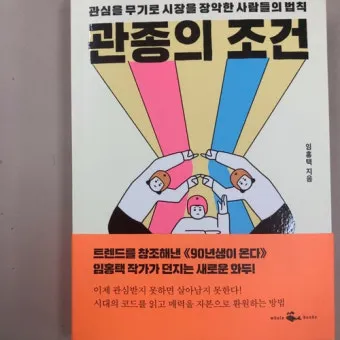 관심을 무기로 시장을 장악한 사람들의 법칙
관종의 조건
임홍택 지음
트렌드를 창조해낸 《90년생이 온다》
임홍택 작가가 던지는 새로운 화두!
이제 관심받지 못하면 살아남지 못한다!
시대의 코드를 읽고 매력을 자본으로 환원하는 방법
whale books